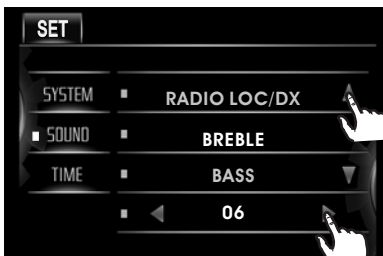 SET
SYSTEM RADIO LOC/DX
SOUND BREBLE
TIME BASS
06